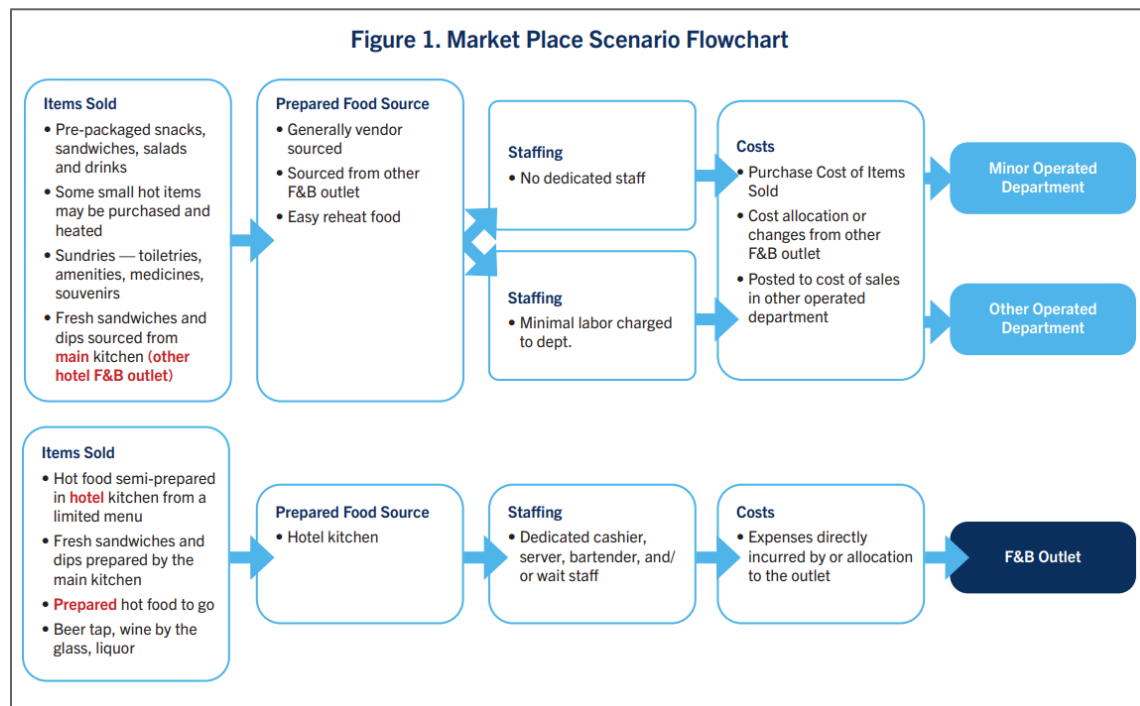 Figure 1. Market Place Scenario Flowchart
Items Sold
• Pre-packaged snacks,
sandwiches, salads
and drinks
• Some small hot items
may be purchased and
heated
• Sundries — toiletries,
amenities, medicines,
souvenirs
• Fresh sandwiches and
dips sourced from
main kitchen (other
hotel F&B outlet)
Prepared Food Source
• Generally vendor
sourced
• Sourced from other
F&B outlet
• Easy reheat food
Staffing
• No dedicated staff
Staffing
• Minimal labor charged
to dept.
Costs
• Purchase Cost of Items
Sold
• Cost allocation or
changes from other
F&B outlet
• Posted to cost of sales
in other operated
department
Minor Operated
Department
Other Operated
Department
Items Sold
• Hot food semi-prepared
in hotel kitchen from a
limited menu
• Fresh sandwiches and
dips prepared by the
main kitchen
• Prepared hot food to go
• Beer tap, wine by the
glass, liquor
Prepared Food Source
• Hotel kitchen
Staffing
• Dedicated cashier,
server, bartender, and/
or wait staff
Costs
• Expenses directly
incurred by or allocation
to the outlet
F&B Outlet